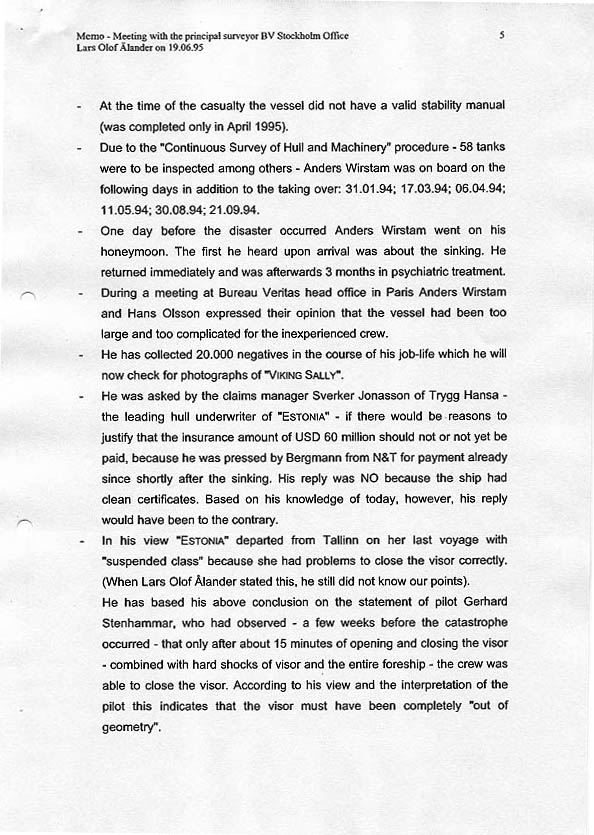 Memo - Meeting with the principal surveyor BV Stockholm Office 5
Lars Olof Ålander on 19.06.95
- At the time of the casualty the vessel did not have a valid stability manual
(was completed only in April 1995).
- Due to the "Continuous Survey of Hull and Machinery" procedure - 58 tanks
were to be inspected among others - Anders Wirstam was on board on the
following days in addition to the taking over: 31.01.94; 17.03.94; 06.04.94;
11.05.94; 30.08.94; 21.09.94.
- One day before the disaster occurred Anders Wirstam went on his
honeymoon. The first he heard upon arrival was about the sinking. He
returned immediately and was afterwards 3 months in psychiatric treatment.
- During a meeting at Bureau Veritas head office in Paris Anders Wirstam
and Hans Olsson expressed their opinion that the vessel had been too
large and too complicated for the inexperienced crew.
- He has collected 20.000 negatives in the course of his job-life which he will
now check for photographs of "VIKING SALLY".
- He was asked by the claims manager Sverker Jonasson of Trygg Hansa -
the leading hull underwriter of "ESTONIA" - if there would be reasons to
justify that the insurance amount of USD 60 million should not or not yet be
paid, because he was pressed by Bergmann from N&T for payment already
since shortly after the sinking. His reply was NO because the ship had
clean certificates. Based on his knowledge of today, however, his reply
would have been to the contrary.
- In his view "ESTONIA" departed from Tallinn on her last voyage with
"suspended class" because she had problems to close the visor correctly.
(When Lars Olof Ålander stated this, he still did not know our points).
He has based his above conclusion on the statement of pilot Gerhard
Stenhammar, who had observed - a few weeks before the catastrophe
occurred - that only after about 15 minutes of opening and closing the visor
- combined with hard shocks of visor and the entire foreship - the crew was
able to close the visor. According to his view and the interpretation of the
pilot this indicates that the visor must have been completely "out of
geometry".